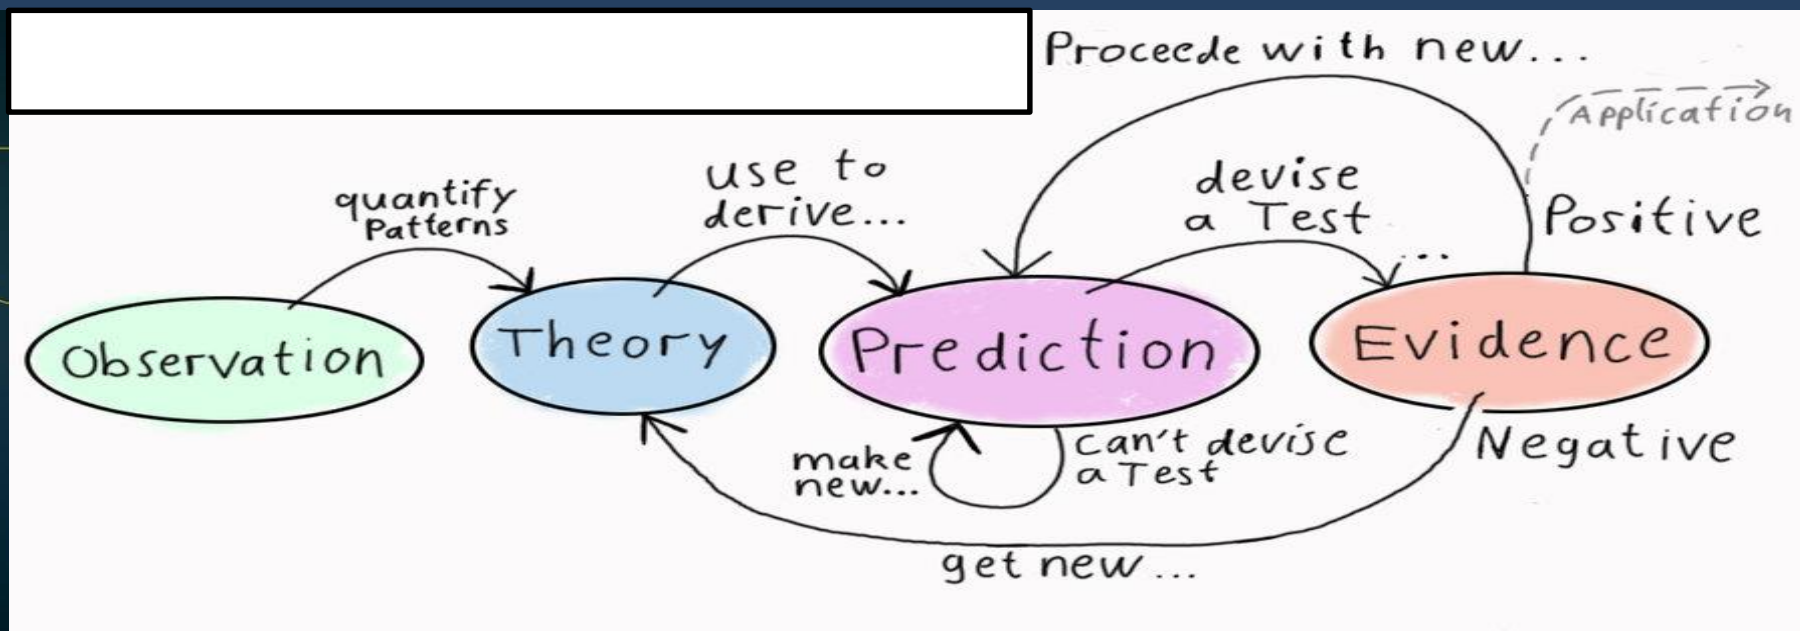 Proceede with new...
Application
use to
derive...
devise
a Test
...
quantify
Patterns
Positive
Observation
Theory
Prediction
Evidence
make
new...
can't devise
a Test
Negative
get new...